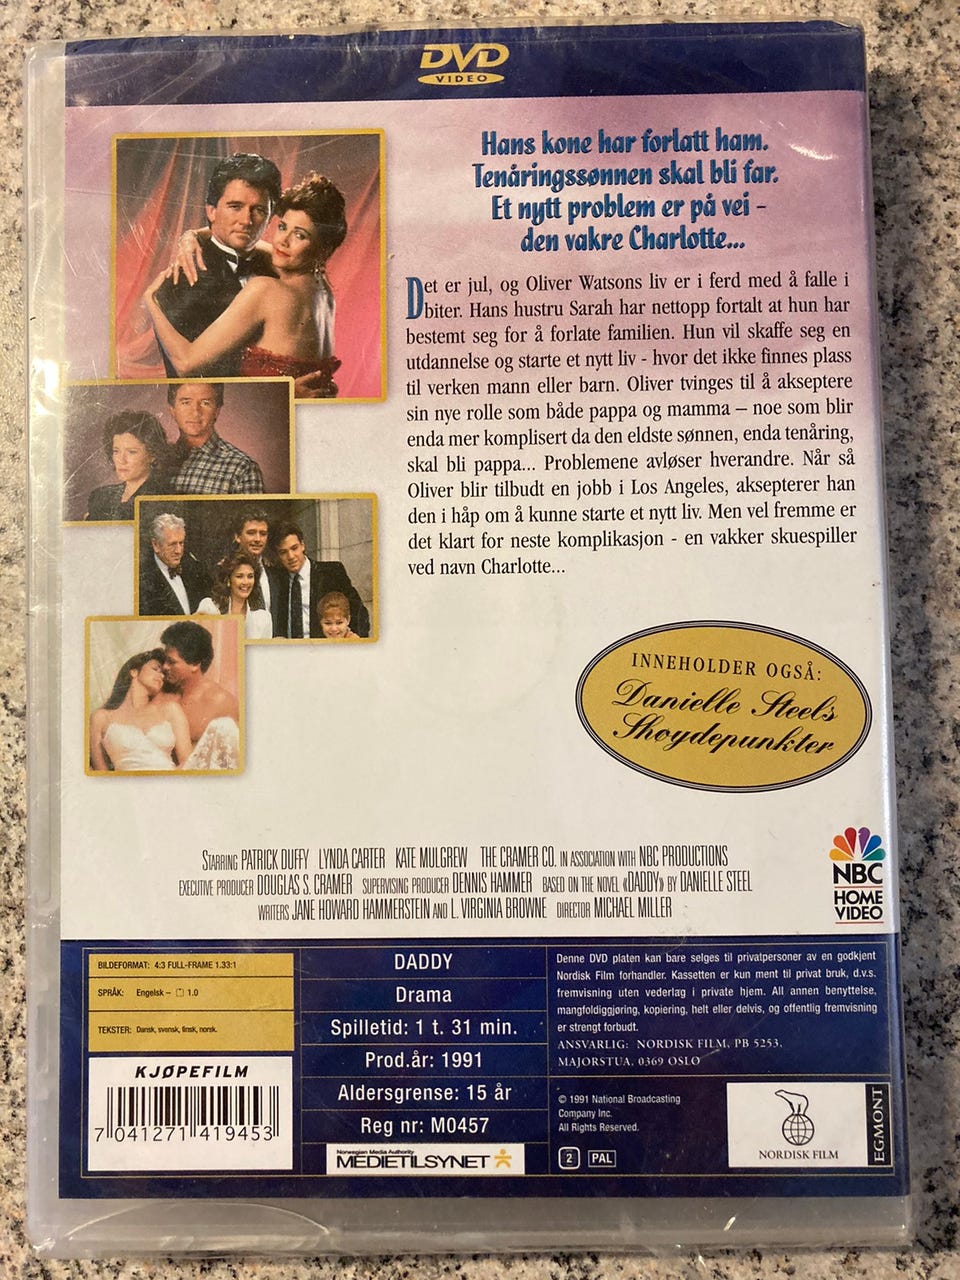 DVD
VIDEO
Hans kone har forlatt ham.
Tenåringssønnen skal bli far.
Et nytt problem er på vei -
den vakre Charlotte...
Det er jul, og Oliver Watsons liv er i ferd med å falle i
biter. Hans hustru Sarah har nettopp fortalt at hun har
bestemt seg for å forlate familien. Hun vil skaffe seg en
utdannelse og starte et nytt liv - hvor det ikke finnes plass
til verken mann eller barn. Oliver tvinges til å akseptere
sin nye rolle som både pappa og mamma – noe som blir
enda mer komplisert da den eldste sønnen, enda tenåring,
skal bli pappa... Problemene avløser hverandre. Når så
Oliver blir tilbudt en jobb i Los Angeles, aksepterer han
den i håp om å kunne starte et nytt liv. Men vel fremme er
det klart for neste komplikasjon - en vakker skuespiller
ved navn Charlotte...
INNEHOLDER OGSÅ:
Danielle Steels
Høydepunkter
STARRING PATRICK DUFFY LYNDA CARTER KATE MULGREW THE CRAMER CO. IN ASSOCIATION WITH NBC PRODUCTIONS
EXECUTIVE PRODUCER DOUGLAS S. CRAMER SUPERVISING PRODUCER DENNIS HAMMER BASED ON THE NOVEL «DADDY» BY DANIELLE STEEL
WRITERS JANE HOWARD HAMMERSTEIN AND L. VIRGINIA BROWNE DIRECTOR MICHAEL MILLER
NBC
HOME
VIDEO
BILDEFORMAT: 4:3 FULL-FRAME 1.33:1
SPRÅK: Engelsk – 1.0
TEKSTER: Dansk, svensk, finsk, norsk.
KJØPEFILM
7 041271 419453
DADDY
Drama
Spilletid: 1 t. 31 min.
Prod.år: 1991
Aldersgrense: 15 år
Reg nr: M0457
Norwegian Media Authority
MEDIETILSYNET
Denne DVD platen kan bare selges til privatpersoner av en godkjent
Nordisk Film forhandler. Kassetten er kun ment til privat bruk, d.v.s.
fremvisning uten vederlag i private hjem. All annen benyttelse,
mangfoldiggjøring, kopiering, helt eller delvis, og offentlig fremvisning
er strengt forbudt.
ANSVARLIG: NORDISK FILM, PB 5253,
MAJORSTUA, 0369 OSLO
© 1991 National Broadcasting
Company Inc.
All Rights Reserved.
2 PAL
NORDISK FILM
EGMONT